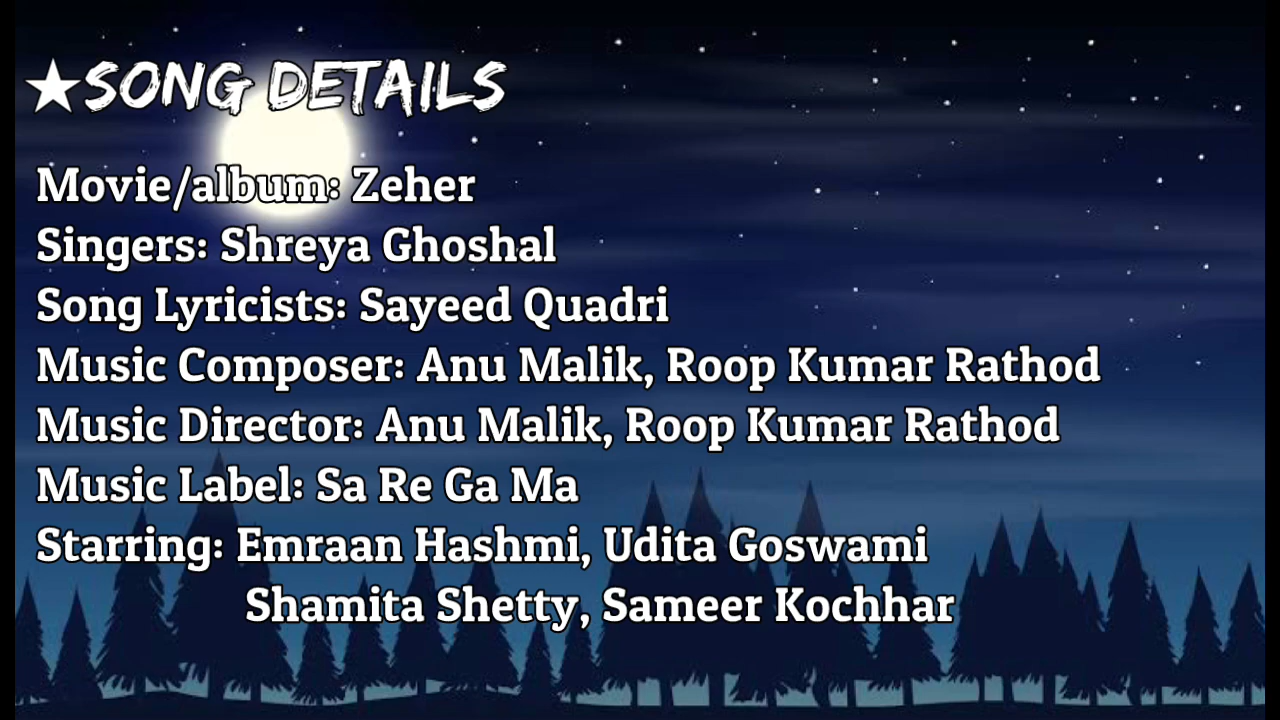 ★SONG DETAILS
Movie/album: Zeher
Singers: Shreya Ghoshal
Song Lyricists: Sayeed Quadri
Music Composer: Anu Malik, Roop Kumar Rathod
Music Director: Anu Malik, Roop Kumar Rathod
Music Label: Sa Re Ga Ma
Starring: Emraan Hashmi, Udita Goswami
Shamita Shetty, Sameer Kochhar